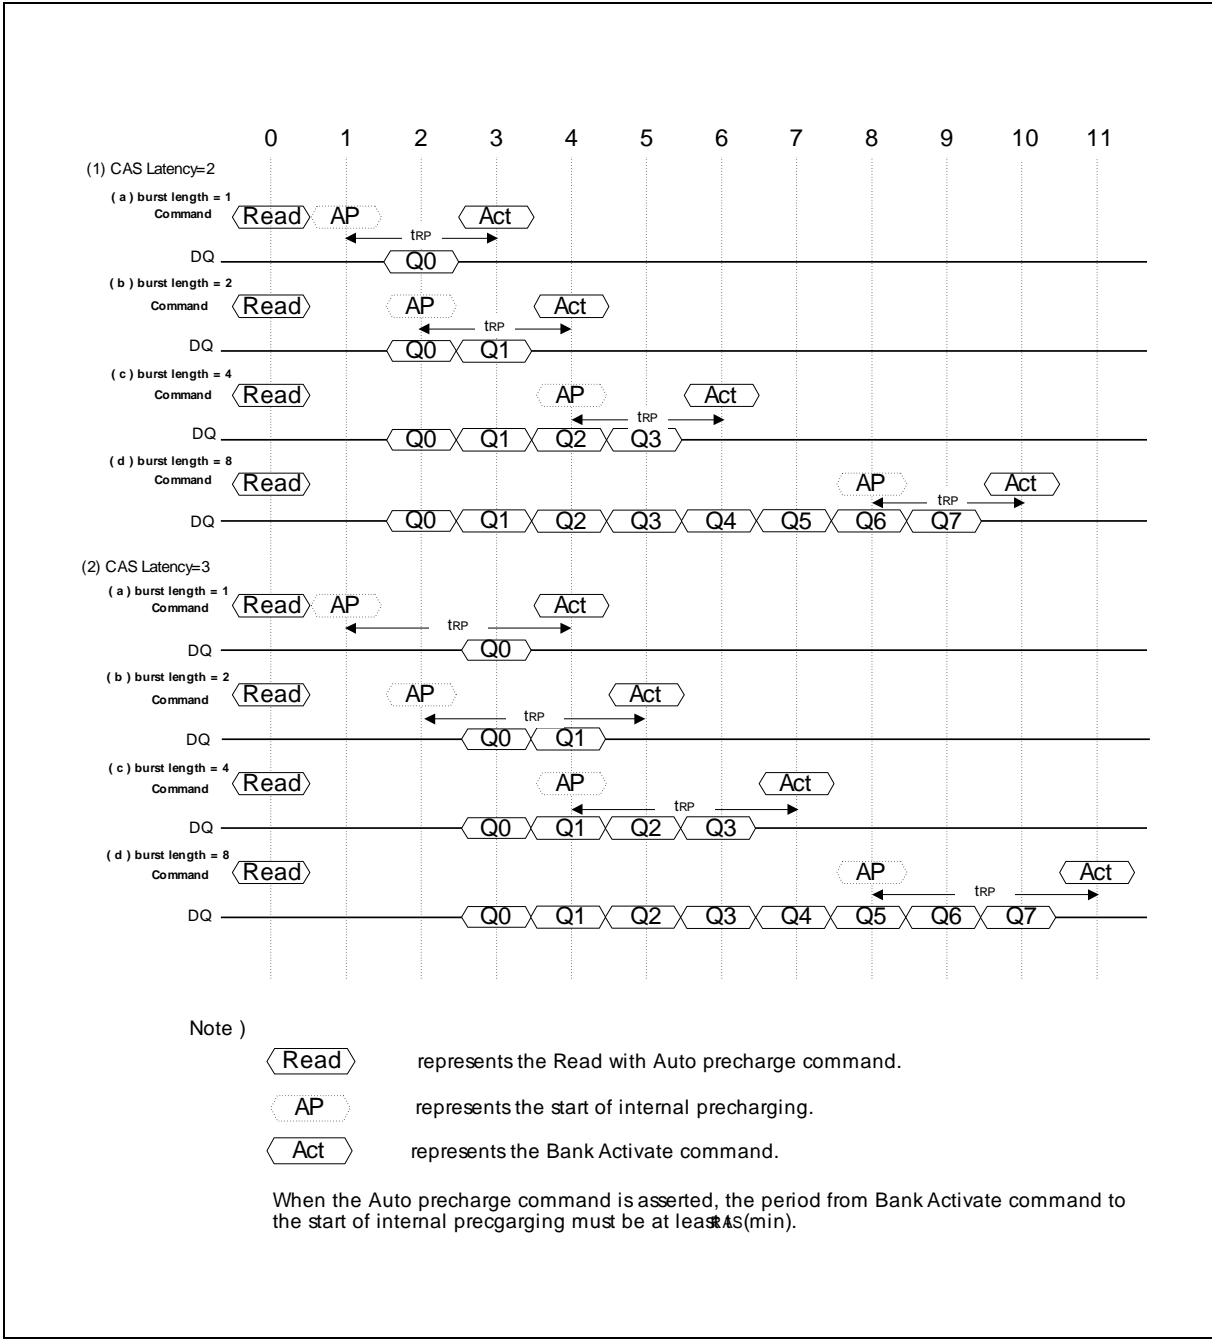 0 1 2 3 4 5 6 7 8 9 10 11
(1) CAS Latency=2
( a ) burst length = 1
Command Read AP Act
tRP
DQ Q0
( b ) burst length = 2
Command Read AP Act
tRP
DQ Q0 Q1
( c ) burst length = 4
Command Read AP Act
tRP
DQ Q0 Q1 Q2 Q3
( d ) burst length = 8
Command Read AP Act
tRP
DQ Q0 Q1 Q2 Q3 Q4 Q5 Q6 Q7
(2) CAS Latency=3
( a ) burst length = 1
Command Read AP Act
tRP
DQ Q0
( b ) burst length = 2
Command Read AP Act
tRP
DQ Q0 Q1
( c ) burst length = 4
Command Read AP Act
tRP
DQ Q0 Q1 Q2 Q3
( d ) burst length = 8
Command Read AP Act
tRP
DQ Q0 Q1 Q2 Q3 Q4 Q5 Q6 Q7
Note )
Read represents the Read with Auto precharge command.
AP represents the start of internal precharging.
Act represents the Bank Activate command.
When the Auto precharge command is asserted, the period from Bank Activate command to
the start of internal precgarging must be at least tRAS(min).